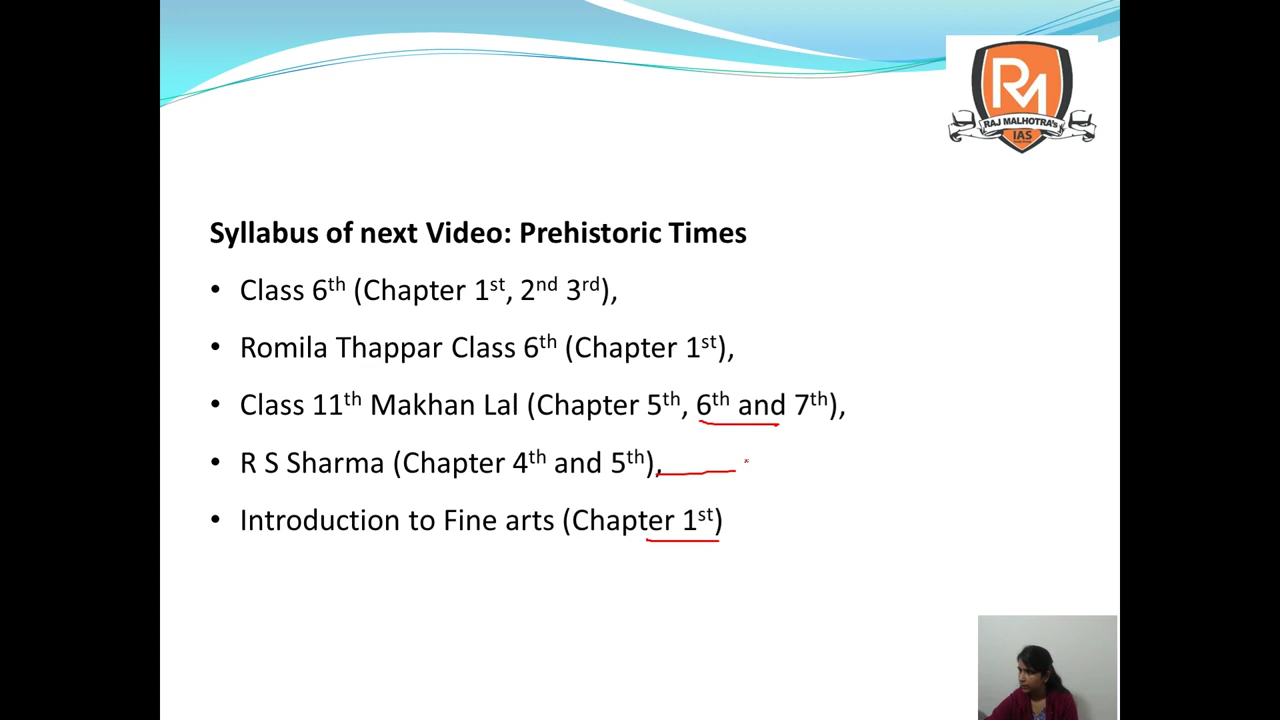 RM
RAJ MALHOTRA's
IAS
Syllabus of next Video: Prehistoric Times
• Class 6th (Chapter 1st, 2nd 3rd),
• Romila Thappar Class 6th (Chapter 1st),
• Class 11th Makhan Lal (Chapter 5th, 6th and 7th),
• R S Sharma (Chapter 4th and 5th),
• Introduction to Fine arts (Chapter 1st)